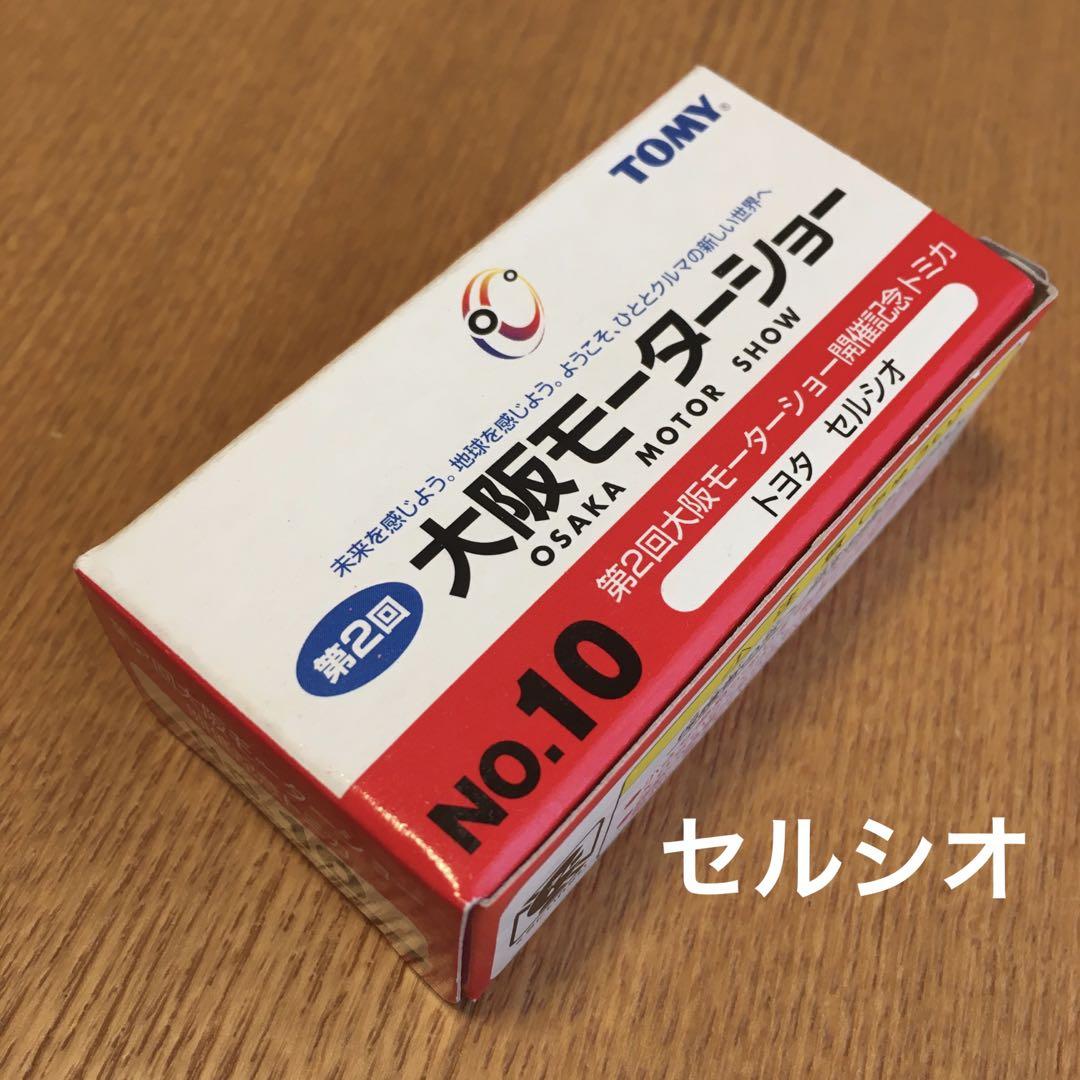 TOMY®
未来を感じよう。地球を感じよう。ようこそ、ひととクルマの新しい世界へ
第2回
大阪モーターショー
OSAKA MOTOR SHOW
NO.10
第2回大阪モーターショー開催記念トミカ
トヨタ セルシオ
セルシオ